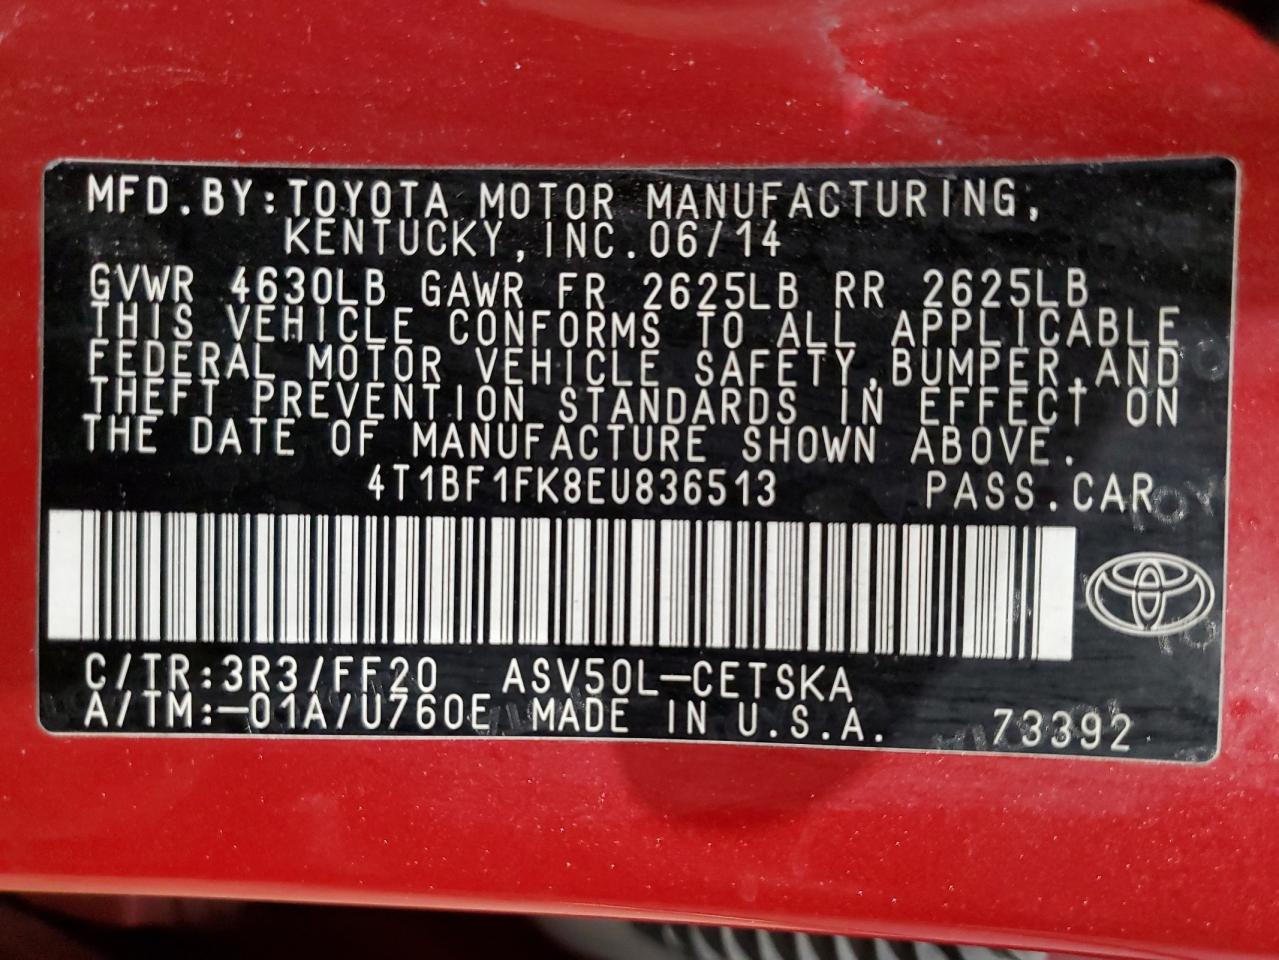 MFD.BY:TOYOTA MOTOR MANUFACTURING,
KENTUCKY,INC.06/14
GVWR 4630LB GAWR FR 2625LB RR 2625LB
THIS VEHICLE CONFORMS TO ALL APPLICABLE
FEDERAL MOTOR VEHICLE SAFETY,BUMPER,AND
THEFT PREVENTION STANDARDS IN EFFECT ON
THE DATE OF MANUFACTURE SHOWN ABOVE.
4T1BF1FK8EU836513 PASS.CAR
C/TR:3R3/FF20 ASV50L-CETSKA
A/TM:-01A/U760E MADE IN U.S.A. 73392